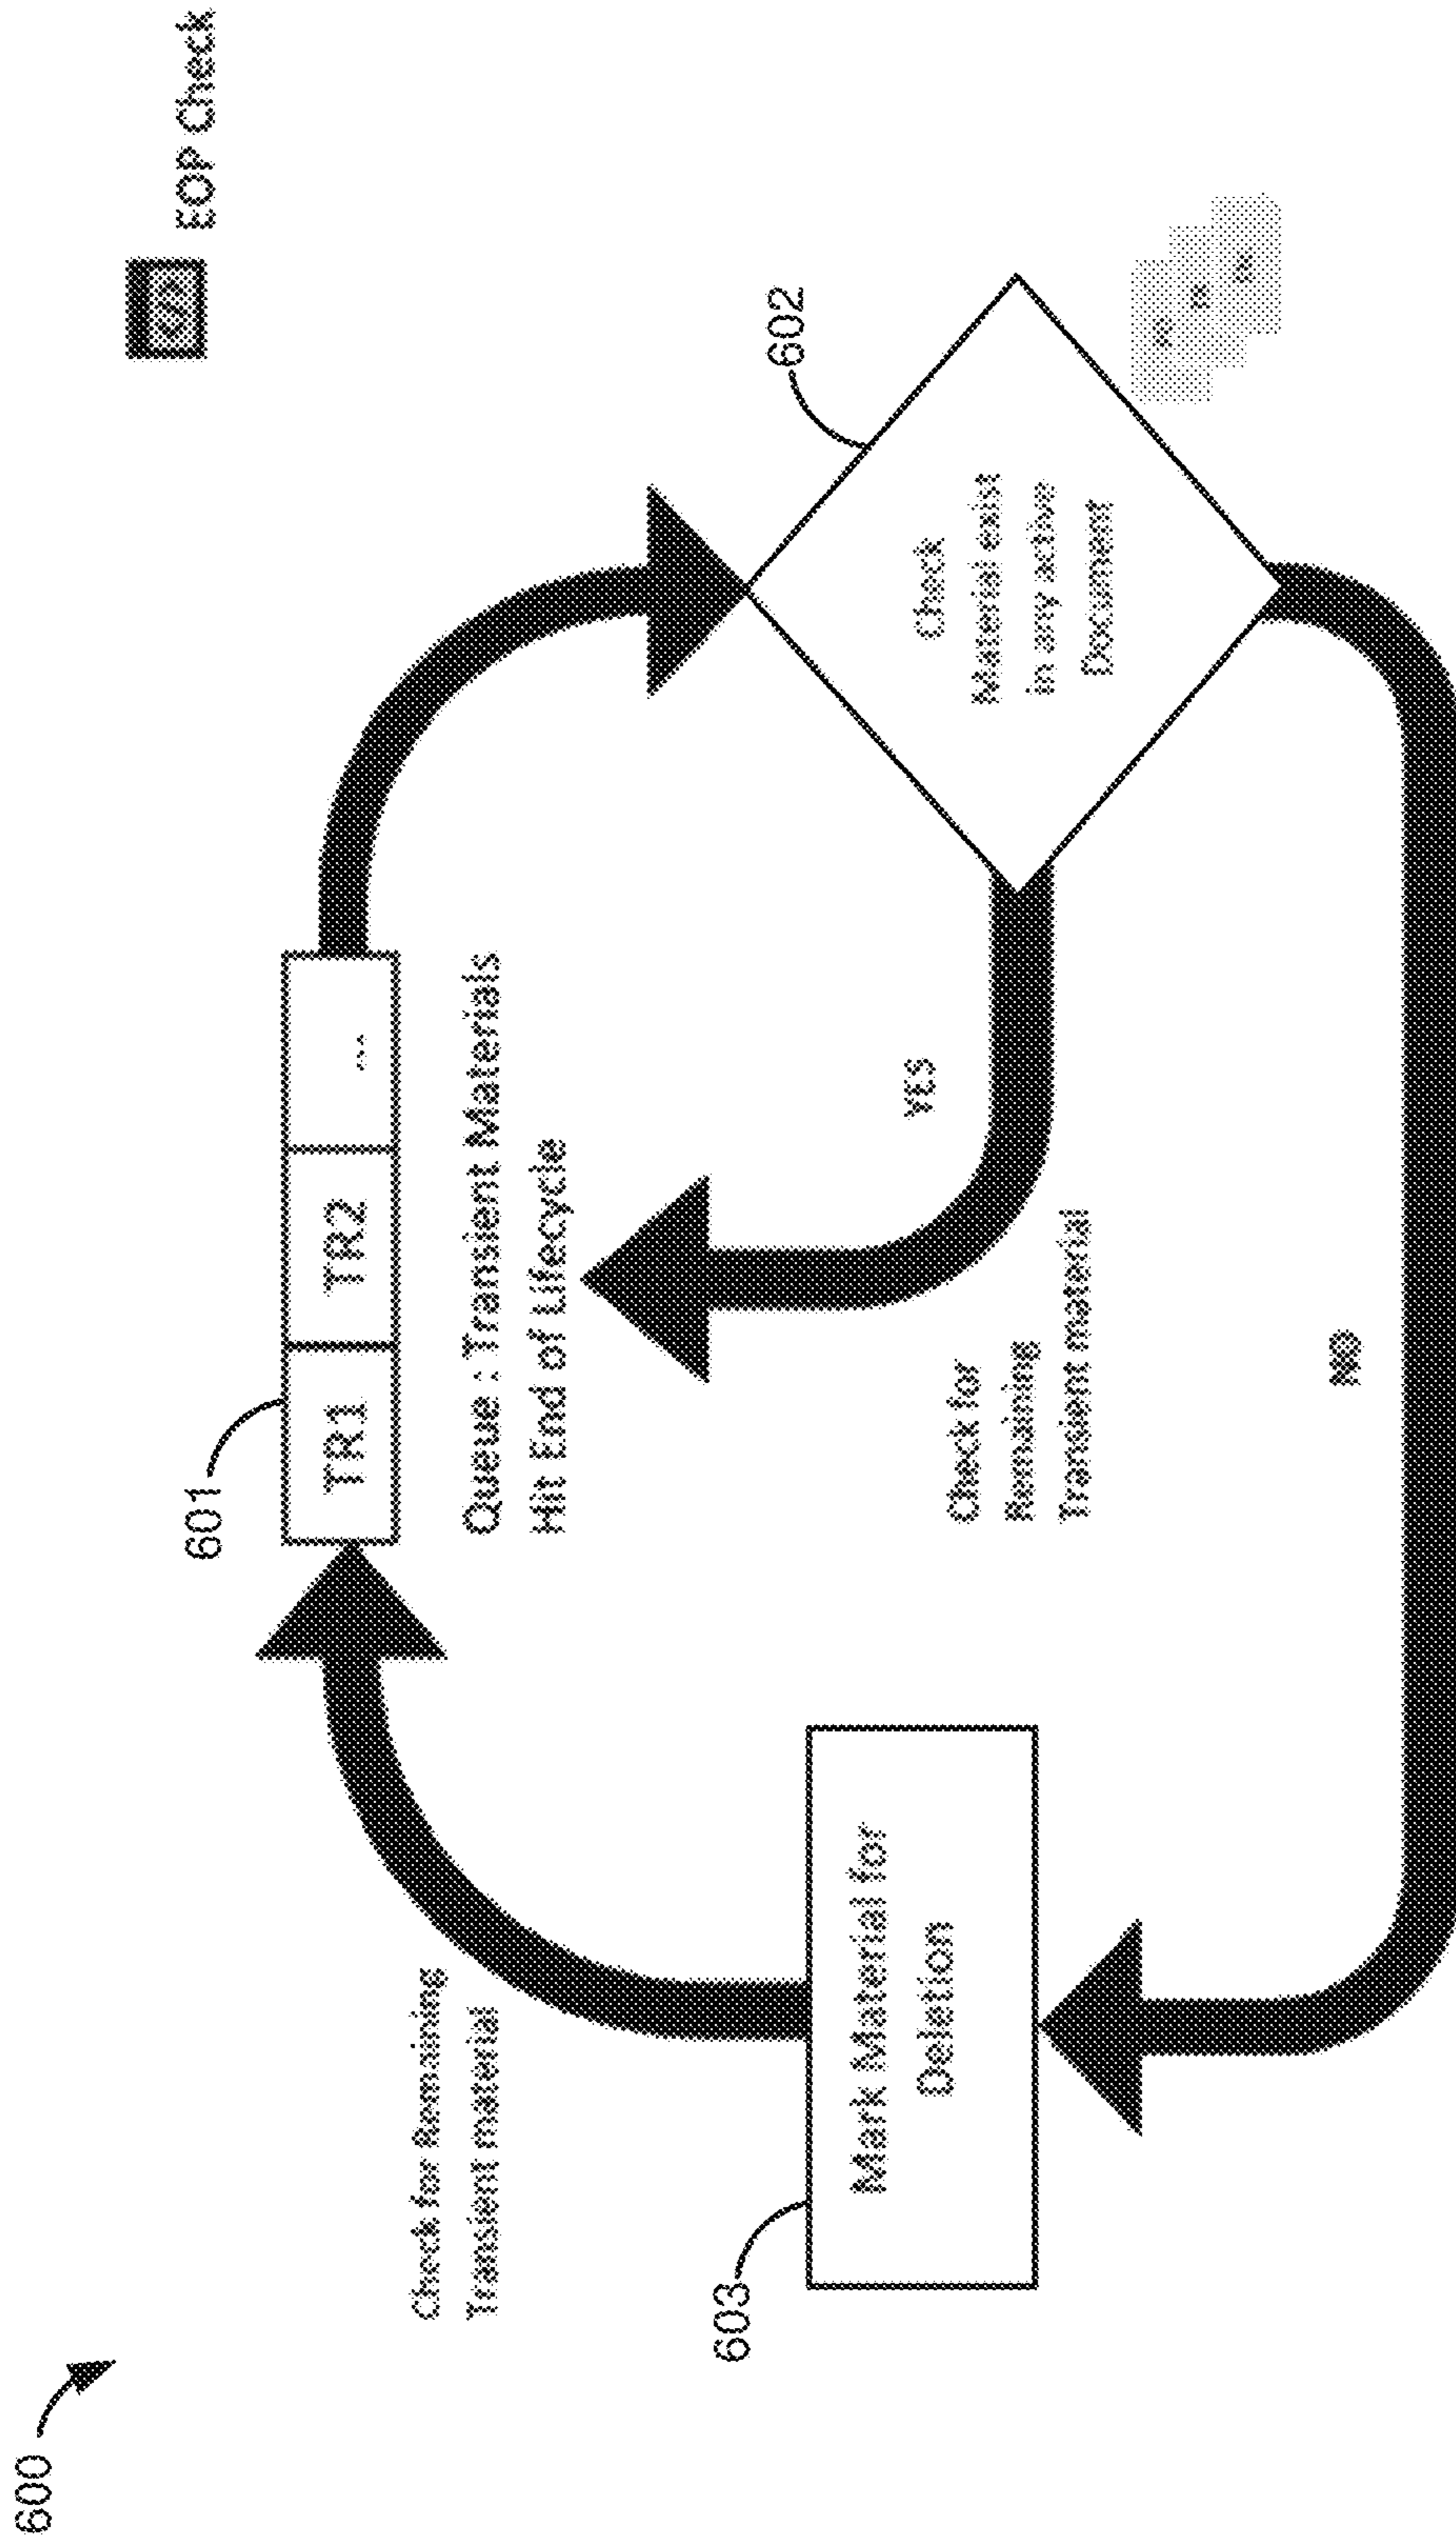 600
</>
EOP Check
601
TR1
TR2
...
Queue : Transient Materials
Hit End of Lifecycle
602
Check
Material exist
in any active
Document
YES
Check for
Remaining
Transient material
NO
603
Mark Material for
Deletion
Check for Remaining
Transient material